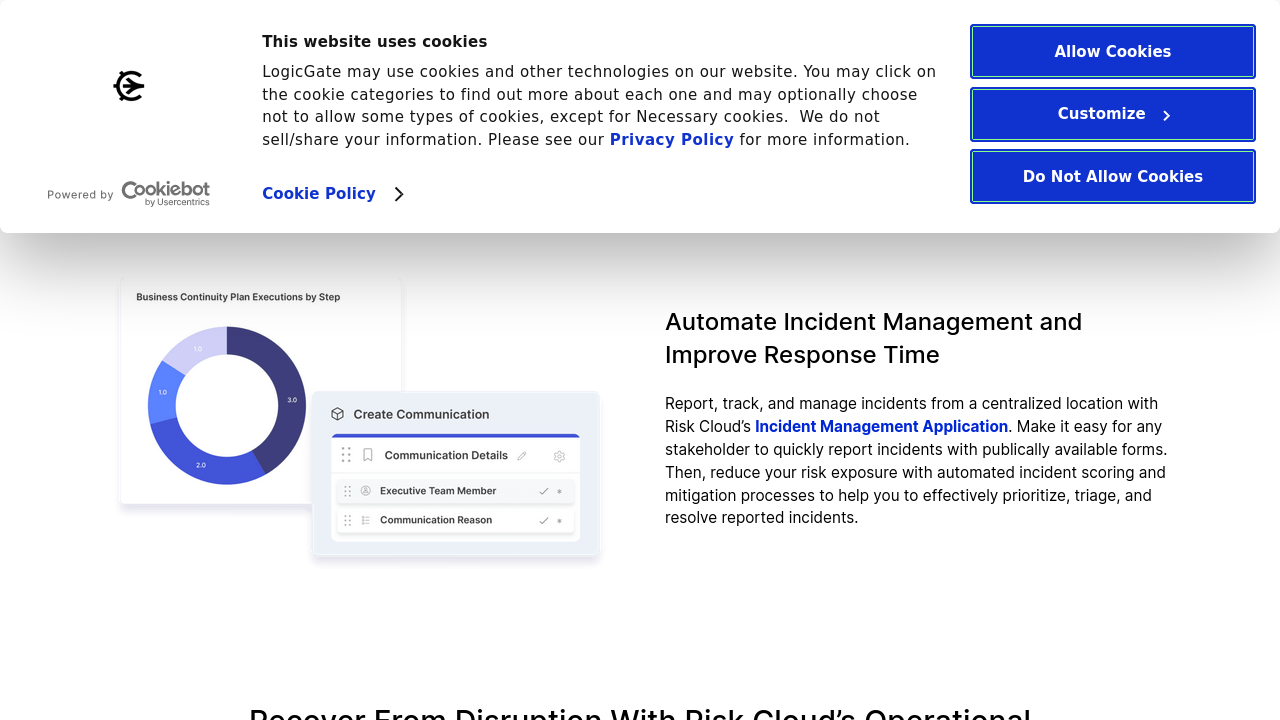 This website uses cookies
LogicGate may use cookies and other technologies on our website. You may click on
the cookie categories to find out more about each one and may optionally choose
not to allow some types of cookies, except for Necessary cookies.  We do not
sell/share your information. Please see our Privacy Policy for more information.
Cookie Policy
Powered by Cookiebot
by Usercentrics
Allow Cookies
Customize
Do Not Allow Cookies
Business Continuity Plan Executions by Step
1.0
1.0
3.0
2.0
Create Communication
Communication Details
Executive Team Member
Communication Reason
Automate Incident Management and
Improve Response Time
Report, track, and manage incidents from a centralized location with
Risk Cloud’s Incident Management Application. Make it easy for any
stakeholder to quickly report incidents with publically available forms.
Then, reduce your risk exposure with automated incident scoring and
mitigation processes to help you to effectively prioritize, triage, and
resolve reported incidents.
Recover From Disruption With Risk Cloud’s Operational